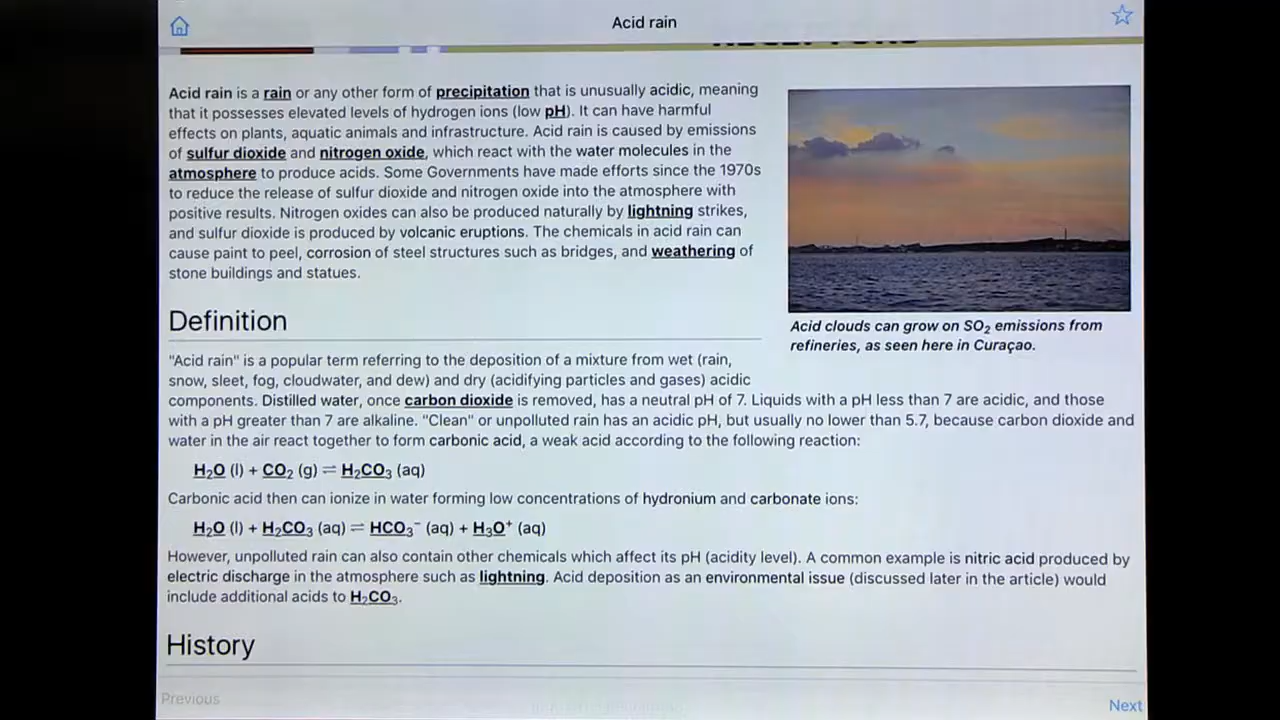 Acid rain
Acid rain is a rain or any other form of precipitation that is unusually acidic, meaning
that it possesses elevated levels of hydrogen ions (low pH). It can have harmful
effects on plants, aquatic animals and infrastructure. Acid rain is caused by emissions
of sulfur dioxide and nitrogen oxide, which react with the water molecules in the
atmosphere to produce acids. Some Governments have made efforts since the 1970s
to reduce the release of sulfur dioxide and nitrogen oxide into the atmosphere with
positive results. Nitrogen oxides can also be produced naturally by lightning strikes,
and sulfur dioxide is produced by volcanic eruptions. The chemicals in acid rain can
cause paint to peel, corrosion of steel structures such as bridges, and weathering of
stone buildings and statues.
Acid clouds can grow on SO₂ emissions from
refineries, as seen here in Curaçao.
Definition
"Acid rain" is a popular term referring to the deposition of a mixture from wet (rain,
snow, sleet, fog, cloudwater, and dew) and dry (acidifying particles and gases) acidic
components. Distilled water, once carbon dioxide is removed, has a neutral pH of 7. Liquids with a pH less than 7 are acidic, and those
with a pH greater than 7 are alkaline. "Clean" or unpolluted rain has an acidic pH, but usually no lower than 5.7, because carbon dioxide and
water in the air react together to form carbonic acid, a weak acid according to the following reaction:
H₂O (l) + CO₂ (g) ⇌ H₂CO₃ (aq)
Carbonic acid then can ionize in water forming low concentrations of hydronium and carbonate ions:
H₂O (l) + H₂CO₃ (aq) ⇌ HCO₃⁻ (aq) + H₃O⁺ (aq)
However, unpolluted rain can also contain other chemicals which affect its pH (acidity level). A common example is nitric acid produced by
electric discharge in the atmosphere such as lightning. Acid deposition as an environmental issue (discussed later in the article) would
include additional acids to H₂CO₃.
History
Previous
Next